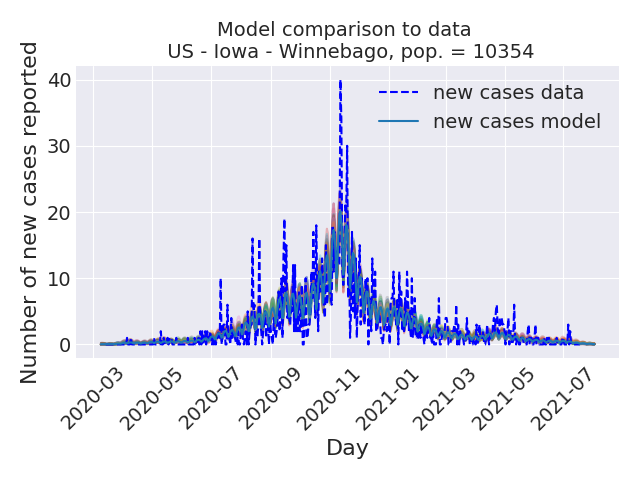 Model comparison to data
US - Iowa - Winnebago, pop. = 10354
Number of new cases reported
40
30
20
10
0
new cases data
new cases model
2020-03
2020-05
2020-07
2020-09
2020-11
2021-01
2021-03
2021-05
2021-07
Day